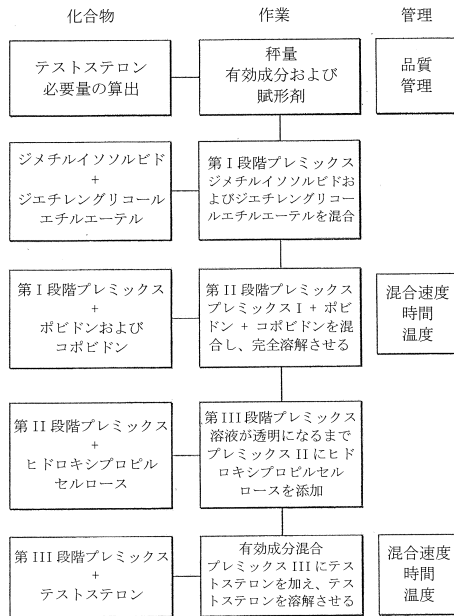 化合物 作業 管理
テストステロン
必要量の算出
秤量
有効成分および
賦形剤
品質
管理
ジメチルイソソルビド
+
ジエチレングリコール
エチルエーテル
第I段階プレミックス
ジメチルイソソルビドお
よびジエチレングリコー
ルエチルエーテルを混合
第I段階プレミックス
+
ポビドンおよび
コポビドン
第II段階プレミックス
プレミックスI + ポビ
ドン + コポビドンを混
合し、完全溶解させる
混合速度
時間
温度
第II段階プレミックス
+
ヒドロキシプロピル
セルロース
第III段階プレミックス
溶液が透明になるまで
プレミックスIIにヒド
ロキシプロピルセル
ロースを添加
第III段階プレミックス
+
テストステロン
有効成分混合
プレミックスIIIにテス
トステロンを加え、テス
トステロンを溶解させる
混合速度
時間
温度